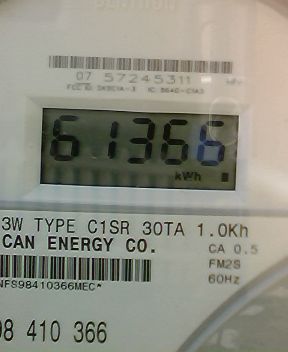 07 57245311
61366
kWh
3W TYPE C1SR 30TA 1.0Kh
CAN ENERGY CO.
CA 0.5
FM2S
60Hz
NFS98410366MEC*
98 410 366